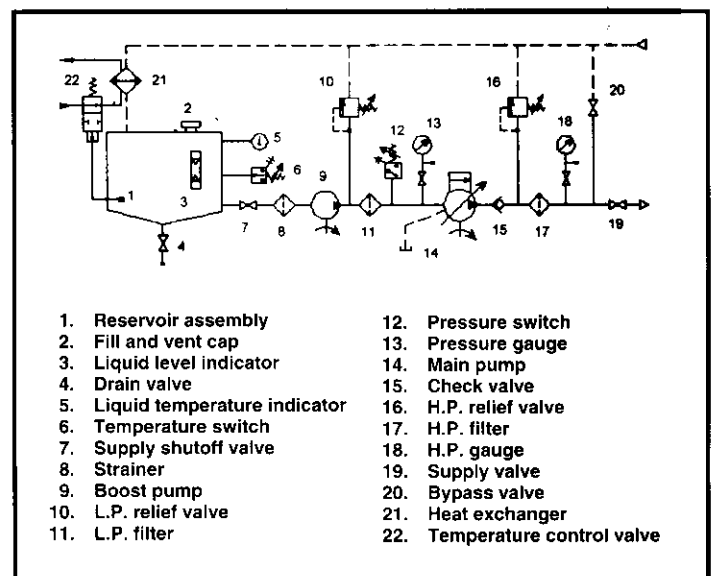 22
21
10
16
20
2
13
18
12
5
9
6
1
3
7
8
11
14
15
17
19
4
1. Reservoir assembly
2. Fill and vent cap
3. Liquid level indicator
4. Drain valve
5. Liquid temperature indicator
6. Temperature switch
7. Supply shutoff valve
8. Strainer
9. Boost pump
10. L.P. relief valve
11. L.P. filter
12. Pressure switch
13. Pressure gauge
14. Main pump
15. Check valve
16. H.P. relief valve
17. H.P. filter
18. H.P. gauge
19. Supply valve
20. Bypass valve
21. Heat exchanger
22. Temperature control valve